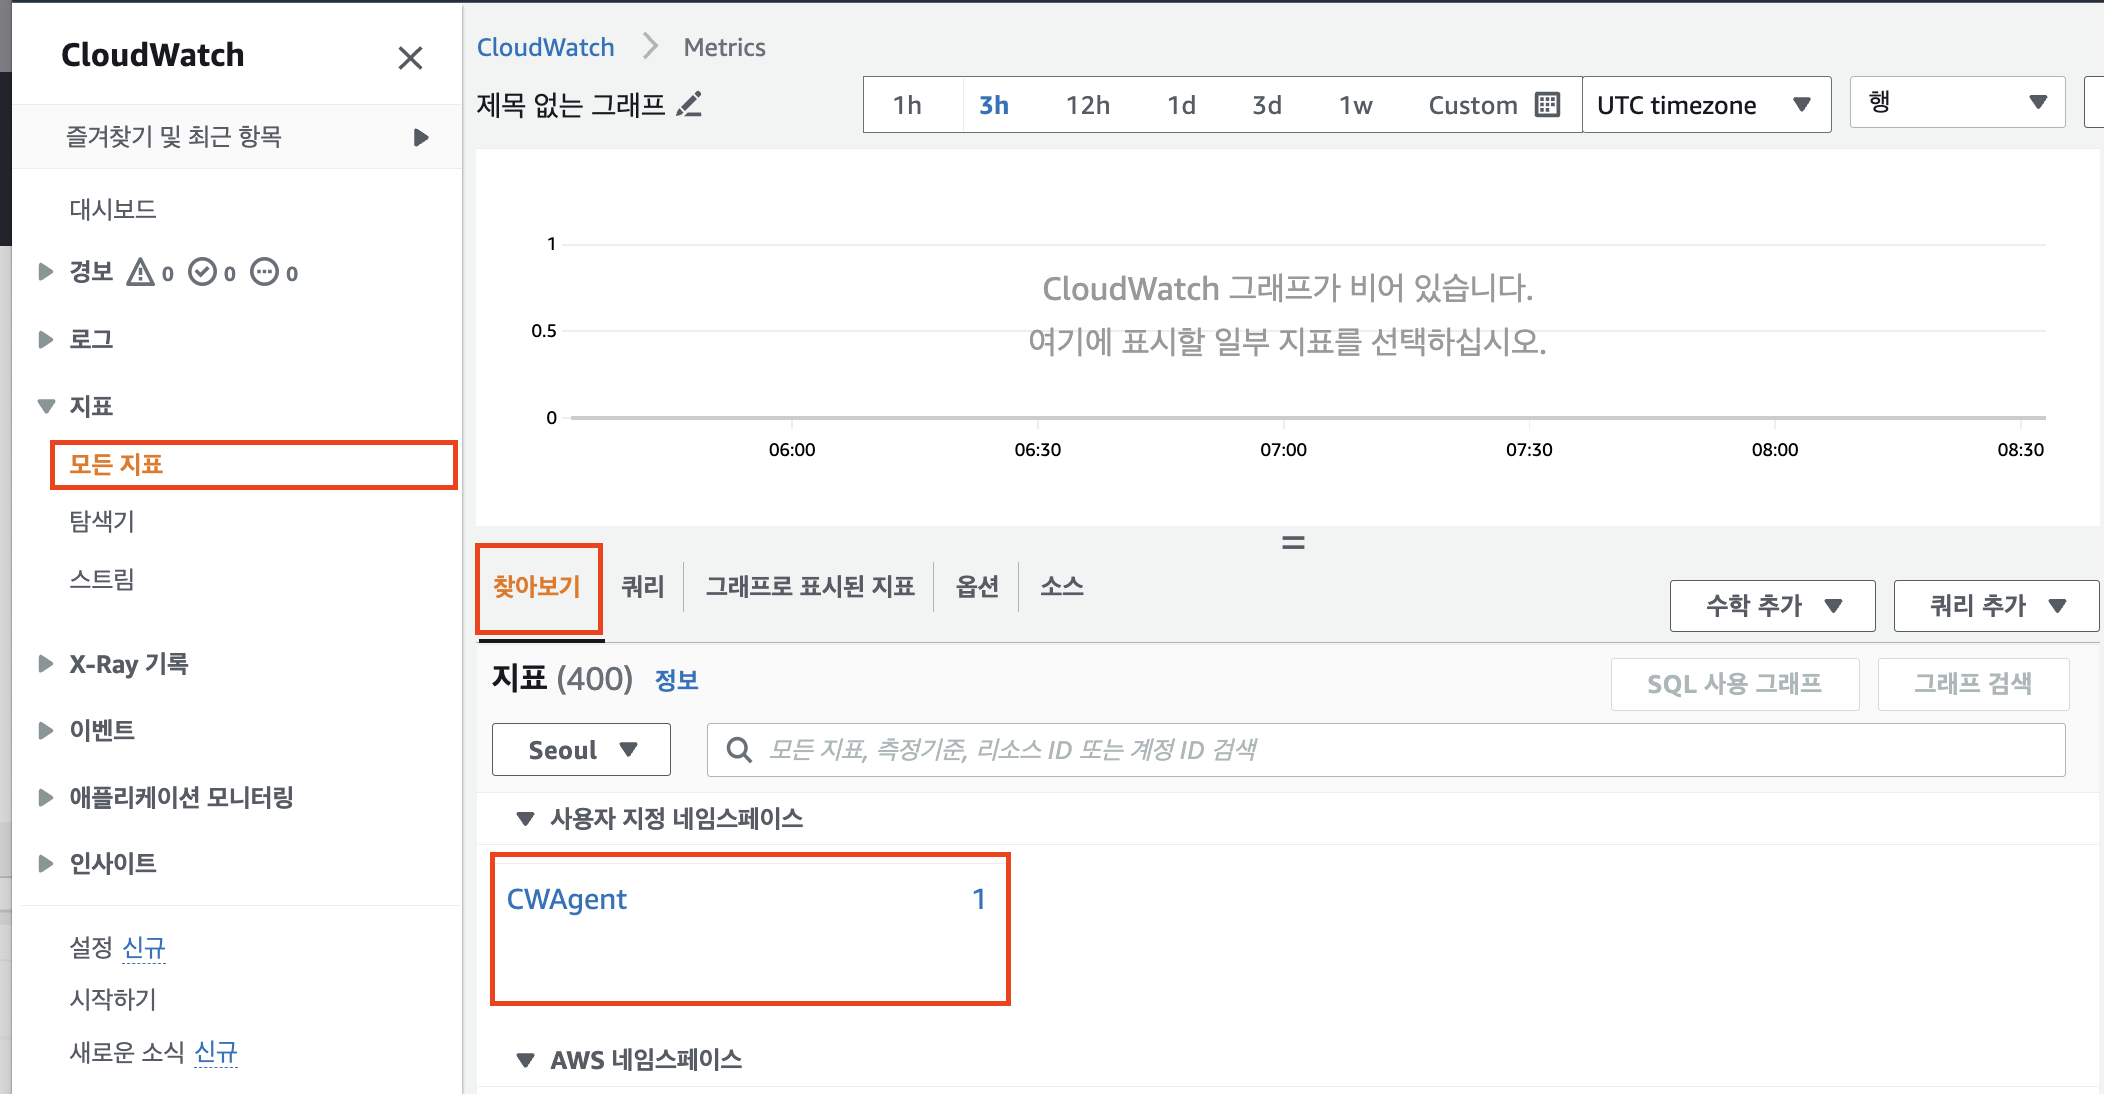 CloudWatch
즐겨찾기 및 최근 항목
대시보드
경보 0 0 0
로그
지표
모든 지표
탐색기
스트림
X-Ray 기록
이벤트
애플리케이션 모니터링
인사이트
설정 신규
시작하기
새로운 소식 신규
CloudWatch Metrics
제목 없는 그래프
1h 3h 12h 1d 3d 1w Custom UTC timezone 행
1
0.5
0
CloudWatch 그래프가 비어 있습니다.
여기에 표시할 일부 지표를 선택하십시오.
06:00 06:30 07:00 07:30 08:00 08:30
찾아보기 쿼리 그래프로 표시된 지표 옵션 소스
수학 추가 쿼리 추가
지표 (400) 정보
SQL 사용 그래프 그래프 검색
Seoul 모든 지표, 측정기준, 리소스 ID 또는 계정 ID 검색
사용자 지정 네임스페이스
CWAgent 1
AWS 네임스페이스